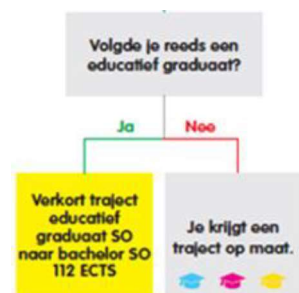 Volgde je reeds een
educatief graduaat?
Ja
Nee
Verkort traject
educatief
graduaat SO
naar bachelor SO
112 ECTS
Je krijgt een
traject op maat.